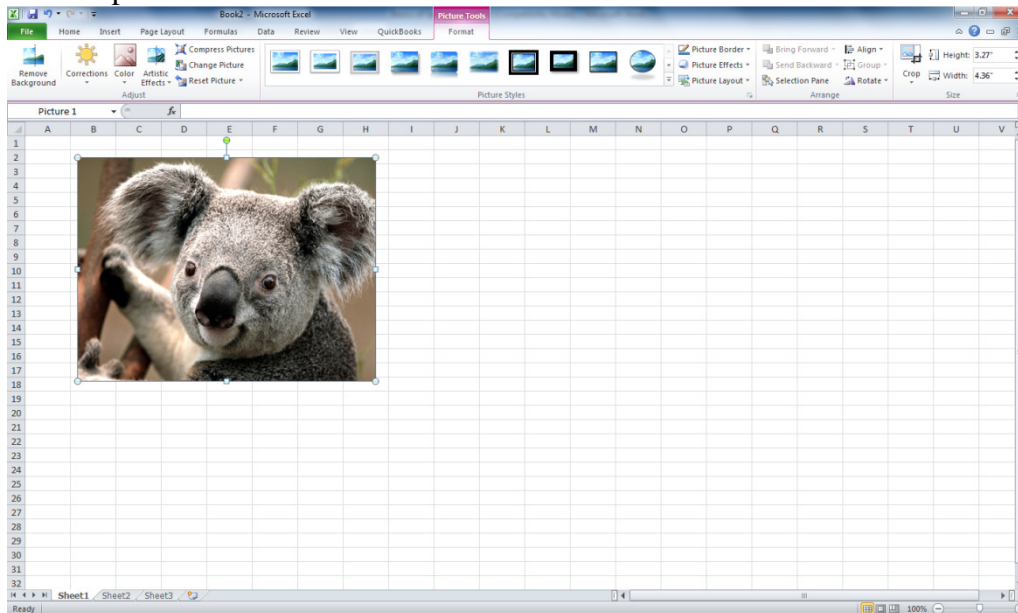 Book2 - Microsoft Excel
Picture Tools
File Home Insert Page Layout Formulas Data Review View QuickBooks Format
Remove Background
Corrections
Color
Artistic Effects
Compress Pictures
Change Picture
Reset Picture
Adjust
Picture Styles
Picture Border
Picture Effects
Picture Layout
Bring Forward
Send Backward
Selection Pane
Align
Group
Rotate
Arrange
Crop
Height: 3.27"
Width: 4.36"
Size
Picture 1
fx
A B C D E F G H I J K L M N O P Q R S T U V
1
2
3
4
5
6
7
8
9
10
11
12
13
14
15
16
17
18
19
20
21
22
23
24
25
26
27
28
29
30
31
32
Sheet1 Sheet2 Sheet3
Ready
100%